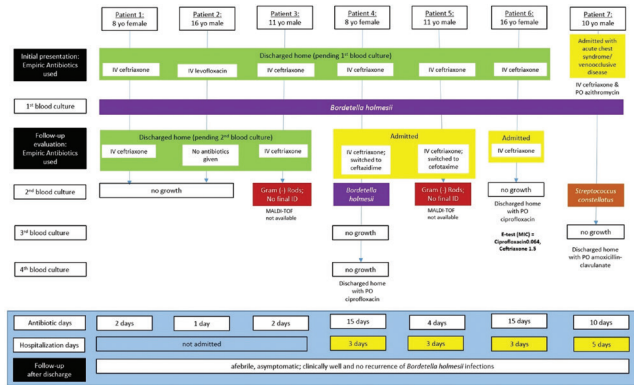 Patient 1:
8 yo female
Patient 2:
16 yo male
Patient 3:
11 yo male
Patient 4:
8 yo female
Patient 5:
11 yo male
Patient 6:
16 yo female
Patient 7:
10 yo male
Initial presentation:
Empiric Antibiotics
used
Discharged home (pending 1st blood culture)
IV ceftriaxone
IV levofloxacin
IV ceftriaxone
IV ceftriaxone
IV ceftriaxone
IV ceftriaxone
Admitted with
acute chest
syndrome/
venoocclusive
disease
IV ceftriaxone &
PO azithromycin
1st blood culture
Bordetella holmesii
Follow-up
evaluation:
Empiric Antibiotics
used
Discharged home (pending 2nd blood culture)
IV ceftriaxone
No antibiotics
given
IV ceftriaxone
Admitted
IV ceftriaxone;
switched to
ceftazidime
IV ceftriaxone;
switched to
cefotaxime
Admitted
IV ceftriaxone
2nd blood culture
no growth
Gram (-) Rods;
No final ID
MALDI-TOF
not available
Bordetella
holmesii
Gram (-) Rods;
No final ID
MALDI-TOF
not available
no growth
Discharged home
with PO
ciprofloxacin
E-test (MIC) =
Ciprofloxacin0.064,
Ceftriaxone 1.5
Streptococcus
constellatus
3rd blood culture
no growth
no growth
Discharged home
with PO amoxicillin-
clavulanate
4th blood culture
no growth
Discharged home
with PO
ciprofloxacin
Antibiotic days
2 days
1 day
2 days
15 days
4 days
15 days
10 days
Hospitalization days
not admitted
3 days
3 days
3 days
5 days
Follow-up
after discharge
afebrile, asymptomatic; clinically well and no recurrence of Bordetella holmesii infections